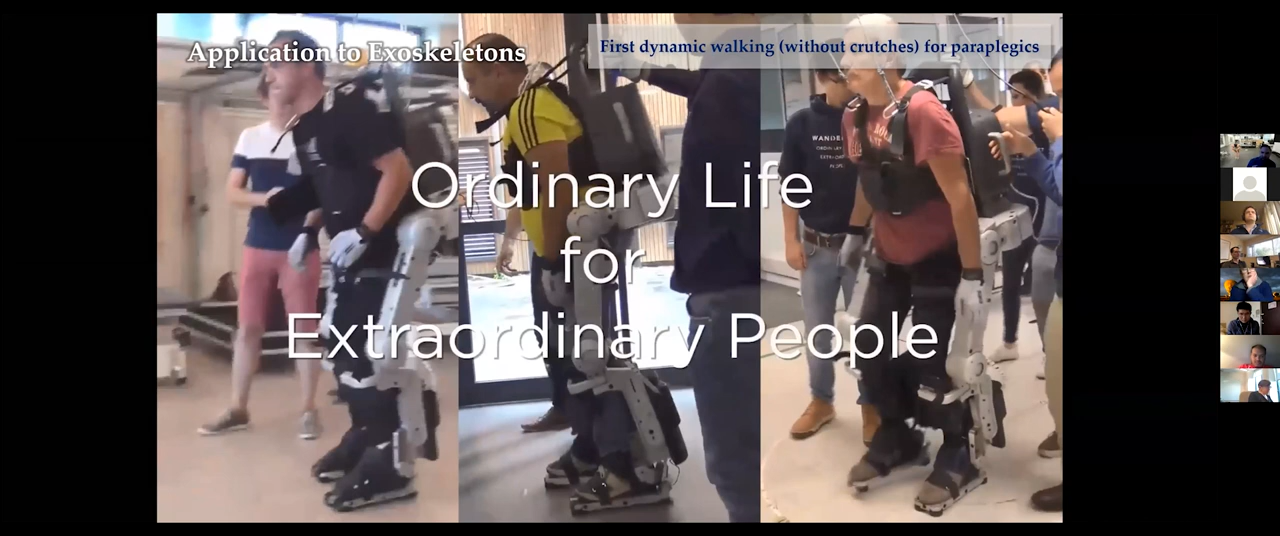 Application to Exoskeletons
First dynamic walking (without crutches) for paraplegics
Ordinary Life
for
Extraordinary People